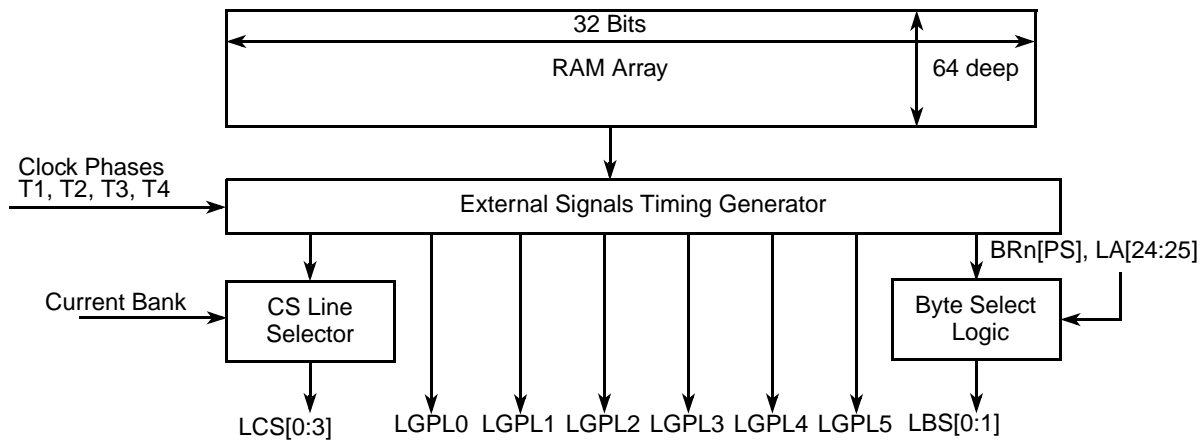 32 Bits
RAM Array
64 deep
Clock Phases
T1, T2, T3, T4
External Signals Timing Generator
BRn[PS], LA[24:25]
Current Bank
CS Line
Selector
Byte Select
Logic
LCS[0:3]
LGPL0
LGPL1
LGPL2
LGPL3
LGPL4
LGPL5
LBS[0:1]